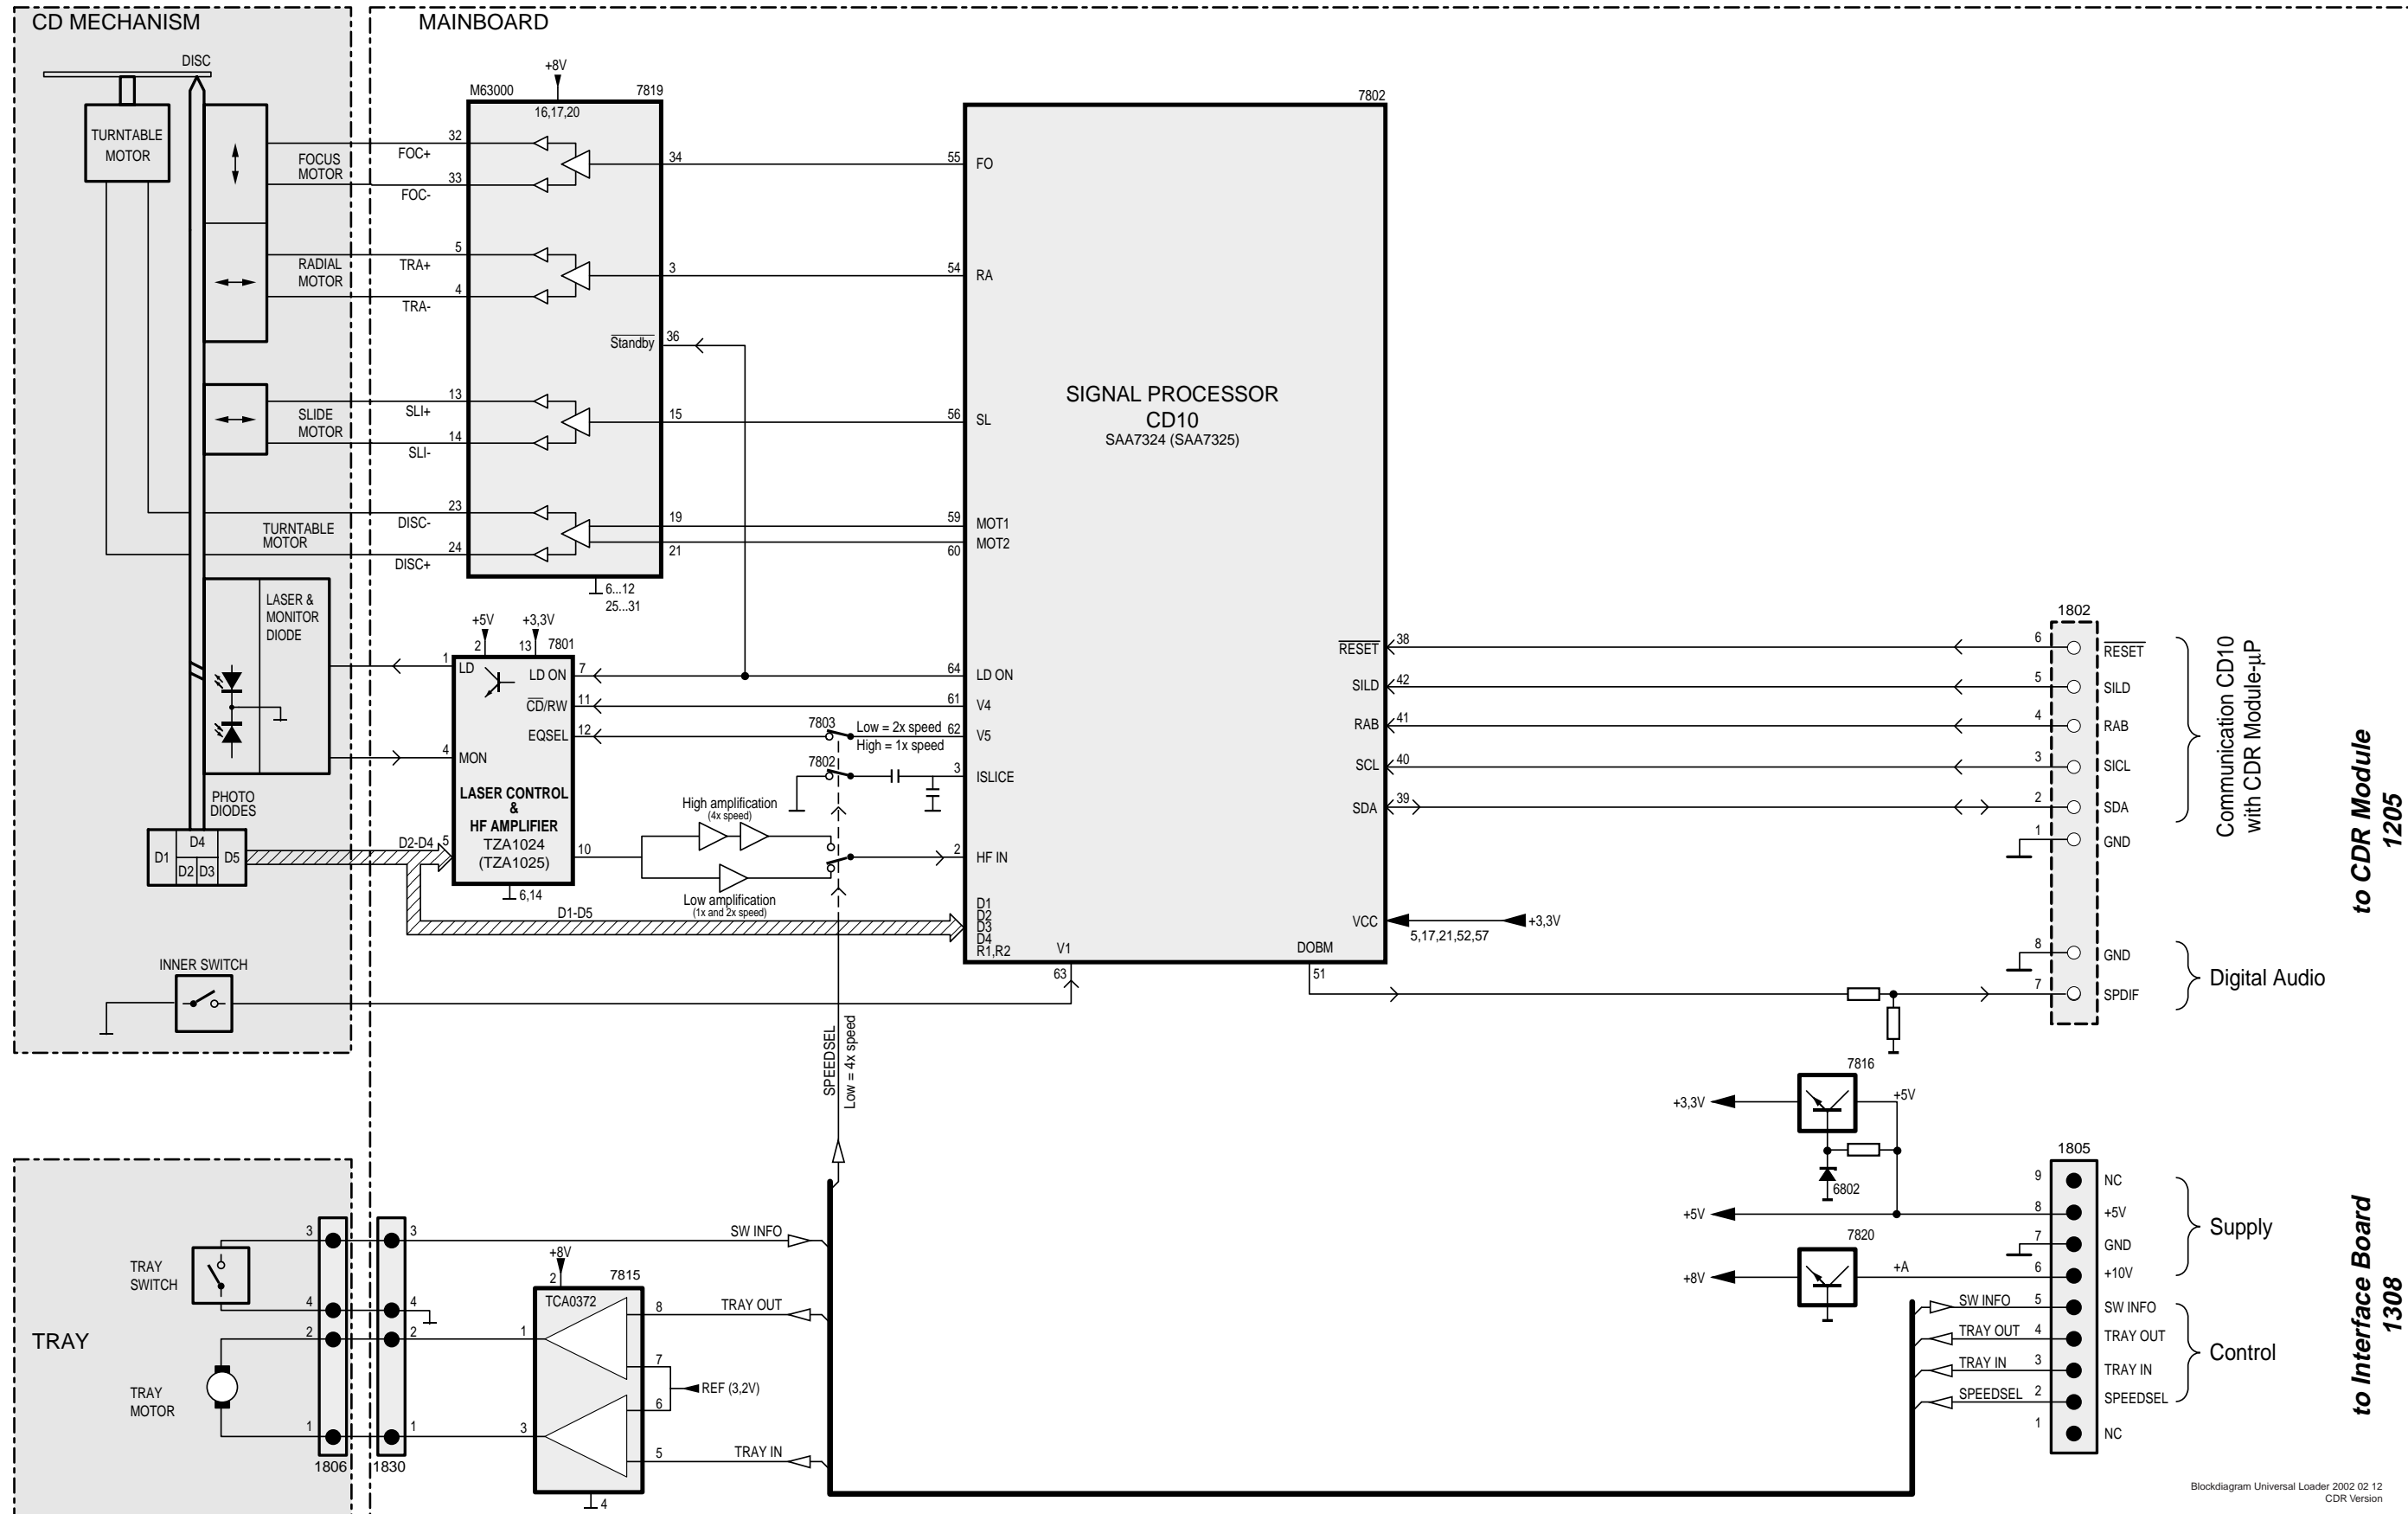 CD MECHANISM
MAINBOARD
DISC
TURNTABLE
MOTOR
FOCUS
MOTOR
RADIAL
MOTOR
SLIDE
MOTOR
TURNTABLE
MOTOR
LASER &
MONITOR
DIODE
PHOTO
DIODES
D1
D4
D5
D2
D3
INNER SWITCH
+8V
M63000
7819
16,17,20
32
FOC+
33
FOC-
34
5
TRA+
4
TRA-
3
Standby
36
13
SLI+
14
SLI-
15
23
DISC-
24
DISC+
19
21
6...12
25...31
+5V
+3,3V
2
13
7801
1
LD
LD ON
7
CD/RW
11
EQSEL
12
4
MON
LASER CONTROL
&
HF AMPLIFIER
TZA1024
(TZA1025)
D2-D4
5
10
6,14
D1-D5
High amplification
(4x speed)
Low amplification
(1x and 2x speed)
7803
Low = 2x speed
High = 1x speed
7802
SPEEDSEL
Low = 4x speed
7802
SIGNAL PROCESSOR
CD10
SAA7324 (SAA7325)
55
FO
54
RA
56
SL
59
MOT1
MOT2
60
64
LD ON
61
V4
62
V5
3
ISLICE
2
HF IN
D1
D2
D3
D4
R1,R2
V1
63
DOBM
51
RESET
38
SILD
42
RAB
41
SCL
40
SDA
39
VCC
5,17,21,52,57
+3,3V
1802
6
RESET
5
SILD
4
RAB
3
SICL
2
SDA
1
GND
8
GND
7
SPDIF
Communication CD10
with CDR Module-µP
Digital Audio
to CDR Module
1205
7816
+3,3V
+5V
6802
+5V
7820
+8V
+A
1805
9
NC
8
+5V
7
GND
6
+10V
5
SW INFO
SW INFO
4
TRAY OUT
TRAY OUT
3
TRAY IN
TRAY IN
2
SPEEDSEL
SPEEDSEL
1
NC
Supply
Control
to Interface Board
1308
TRAY
TRAY
SWITCH
TRAY
MOTOR
3
3
4
4
2
2
1
1
1806
1830
SW INFO
+8V
2
7815
TCA0372
8
TRAY OUT
1
7
REF (3,2V)
6
3
5
TRAY IN
4
Blockdiagram Universal Loader 2002 02 12
CDR Version